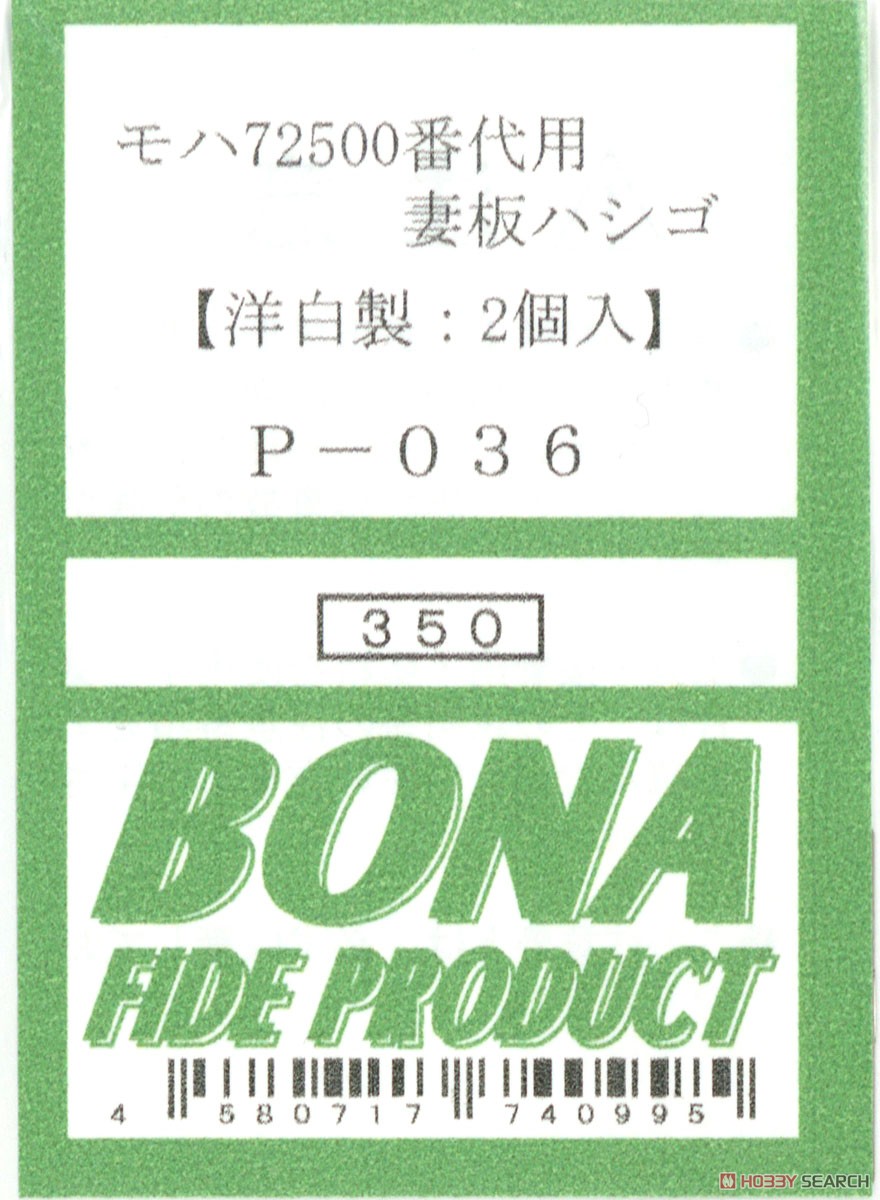 モハ72500番代用
妻板ハシゴ
【洋白製：2個入】
Ｐ－０３６
３５０
BONA
FIDE PRODUCT
4 580717 740995
HOBBY SEARCH